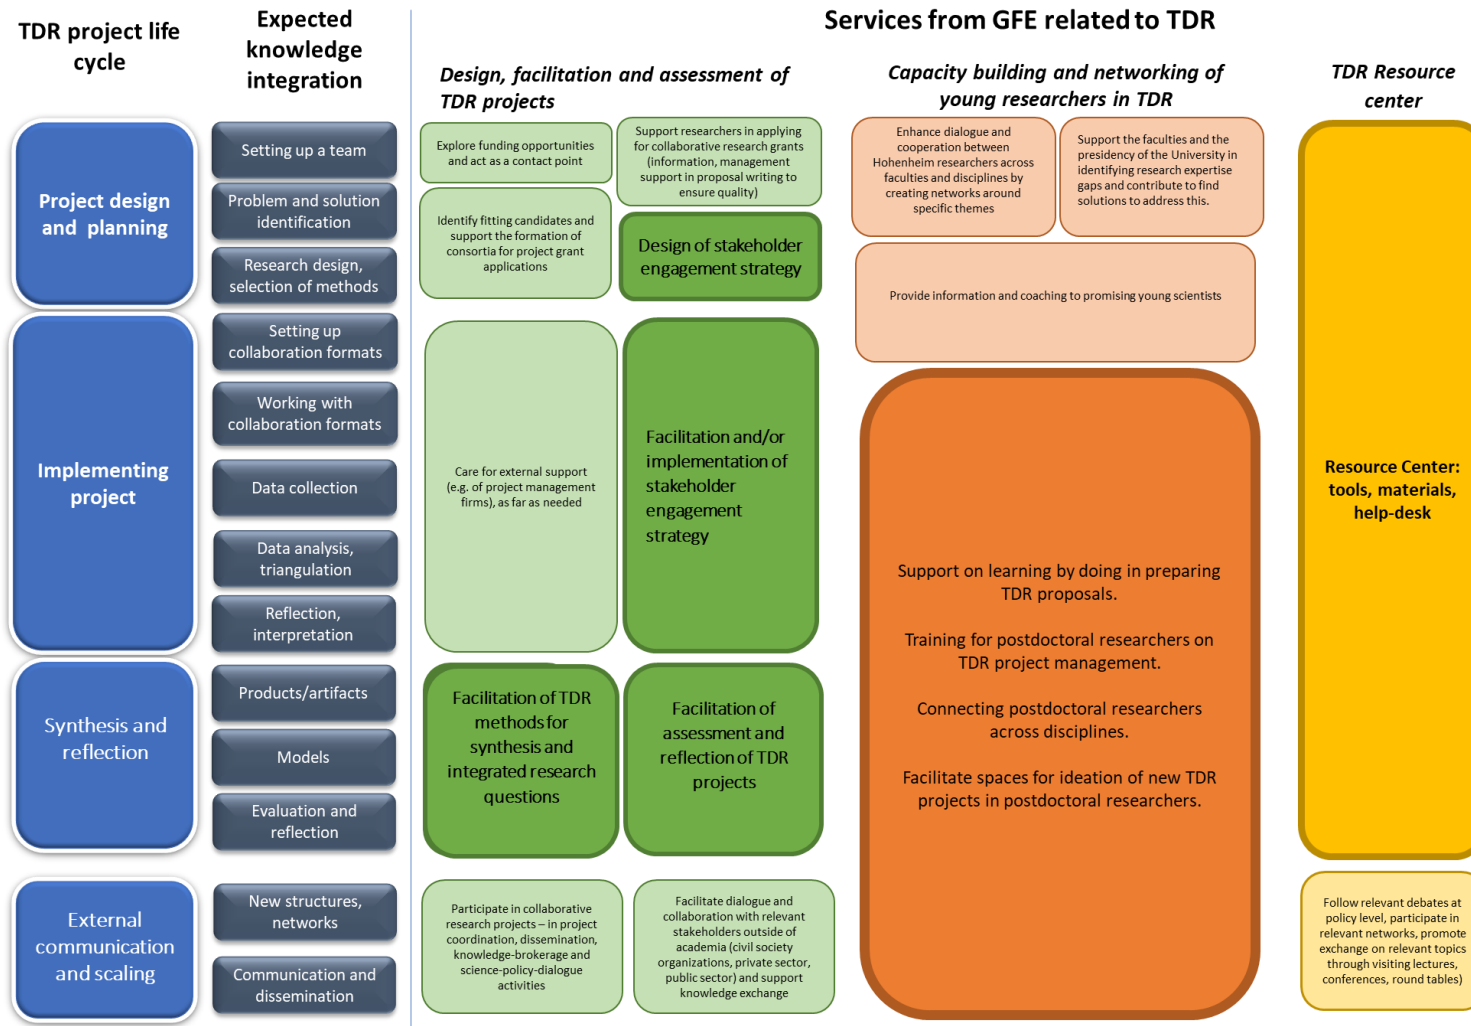 TDR project life
cycle
Expected
knowledge
integration
Services from GFE related to TDR
Design, facilitation and assessment of
TDR projects
Capacity building and networking of
young researchers in TDR
TDR Resource
center
Project design
and planning
Implementing
project
Synthesis and
reflection
External
communication
and scaling
Setting up a team
Problem and solution
identification
Research design,
selection of methods
Setting up
collaboration formats
Working with
collaboration formats
Data collection
Data analysis,
triangulation
Reflection,
interpretation
Products/artifacts
Models
Evaluation and
reflection
New structures,
networks
Communication and
dissemination
Explore funding opportunities
and act as a contact point
Support researchers in applying
for collaborative research grants
(information, management
support in proposal writing to
ensure quality)
Identify fitting candidates and
support the formation of
consortia for project grant
applications
Design of stakeholder
engagement strategy
Care for external support
(e.g. of project management
firms), as far as needed
Facilitation and/or
implementation of
stakeholder
engagement
strategy
Facilitation of TDR
methods for
synthesis and
integrated research
questions
Facilitation of
assessment and
reflection of TDR
projects
Participate in collaborative
research projects – in project
coordination, dissemination,
knowledge-brokerage and
science-policy-dialogue
activities
Facilitate dialogue and
collaboration with relevant
stakeholders outside of
academia (civil society
organizations, private sector,
public sector) and support
knowledge exchange
Enhance dialogue and
cooperation between
Hohenheim researchers across
faculties and disciplines by
creating networks around
specific themes
Support the faculties and the
presidency of the University in
identifying research expertise
gaps and contribute to find
solutions to address this.
Provide information and coaching to promising young scientists
Support on learning by doing in preparing
TDR proposals.
Training for postdoctoral researchers on
TDR project management.
Connecting postdoctoral researchers
across disciplines.
Facilitate spaces for ideation of new TDR
projects in postdoctoral researchers.
Resource Center:
tools, materials,
help-desk
Follow relevant debates at
policy level, participate in
relevant networks, promote
exchange on relevant topics
through visiting lectures,
conferences, round tables)